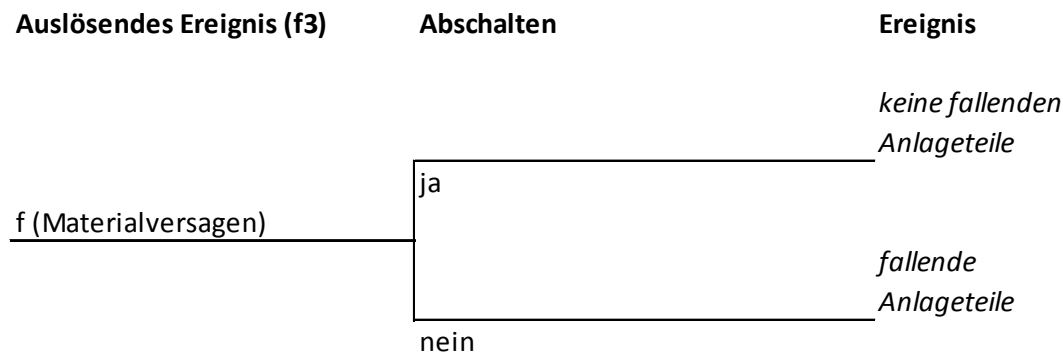 Auslösendes Ereignis (f3) Abschalten Ereignis
keine fallenden
Anlageteile
ja
f (Materialversagen)
fallende
Anlageteile
nein